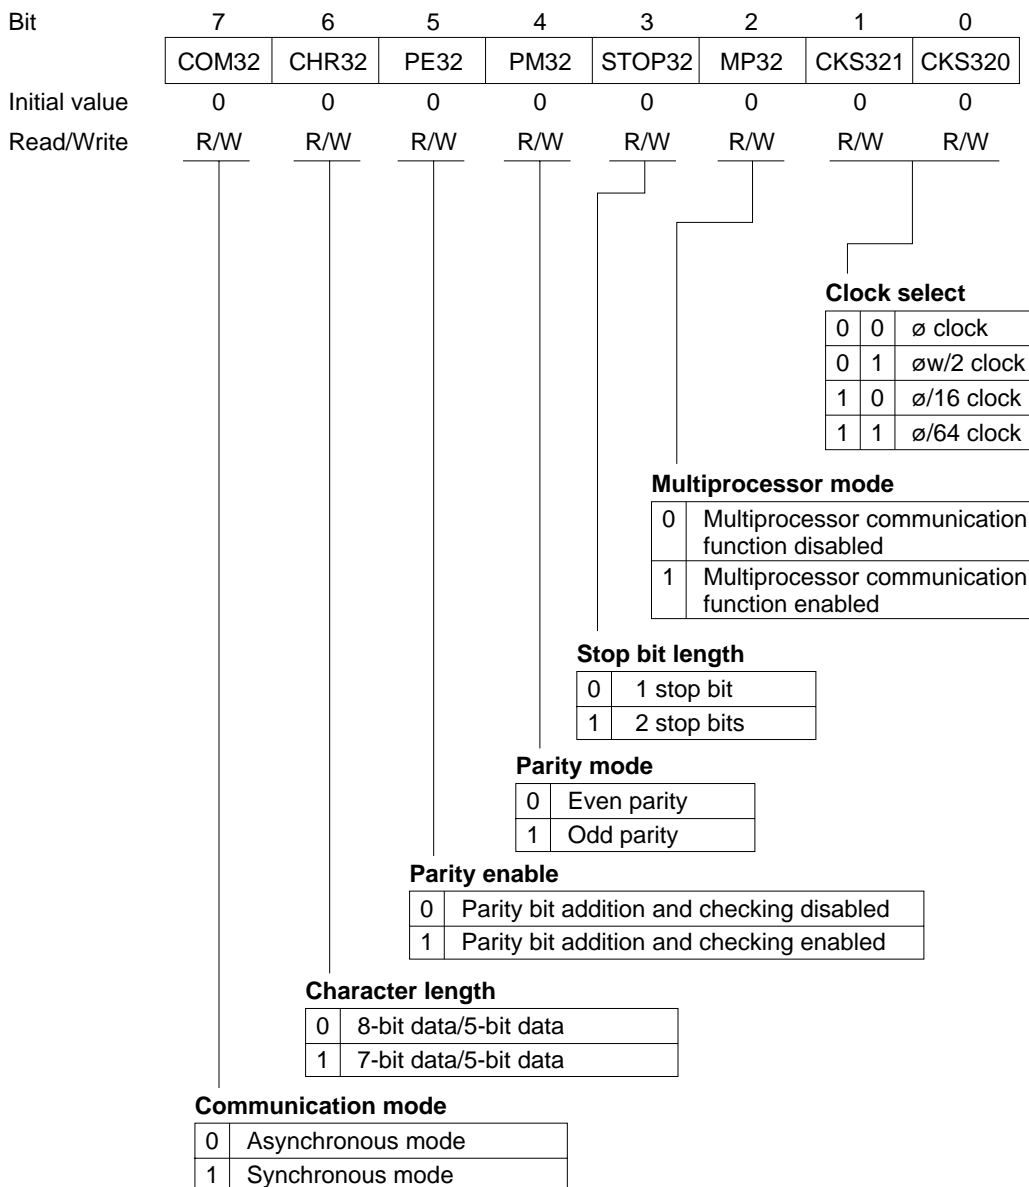 Bit 7 6 5 4 3 2 1 0
COM32 CHR32 PE32 PM32 STOP32 MP32 CKS321 CKS320
Initial value 0 0 0 0 0 0 0 0
Read/Write R/W R/W R/W R/W R/W R/W R/W R/W
Clock select
0 0 ø clock
0 1 øw/2 clock
1 0 ø/16 clock
1 1 ø/64 clock
Multiprocessor mode
0 Multiprocessor communication
function disabled
1 Multiprocessor communication
function enabled
Stop bit length
0 1 stop bit
1 2 stop bits
Parity mode
0 Even parity
1 Odd parity
Parity enable
0 Parity bit addition and checking disabled
1 Parity bit addition and checking enabled
Character length
0 8-bit data/5-bit data
1 7-bit data/5-bit data
Communication mode
0 Asynchronous mode
1 Synchronous mode